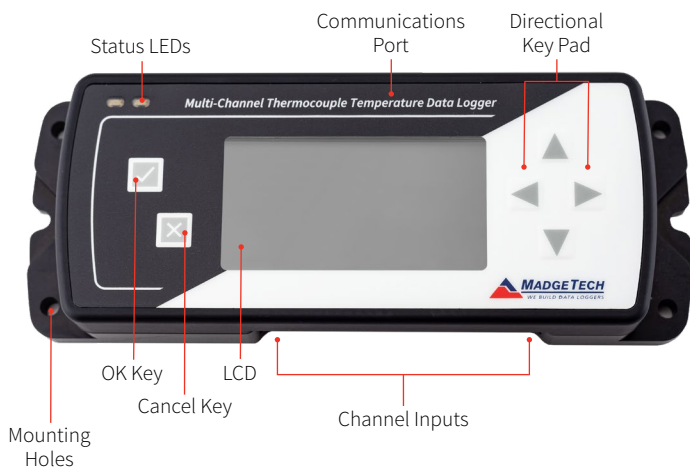 Communications
Port
Directional
Key Pad
Status LEDs
Multi-Channel Thermocouple Temperature Data Logger
MADGETECH
WE BUILD DATA LOGGERS
OK Key
LCD
Cancel Key
Channel Inputs
Mounting
Holes